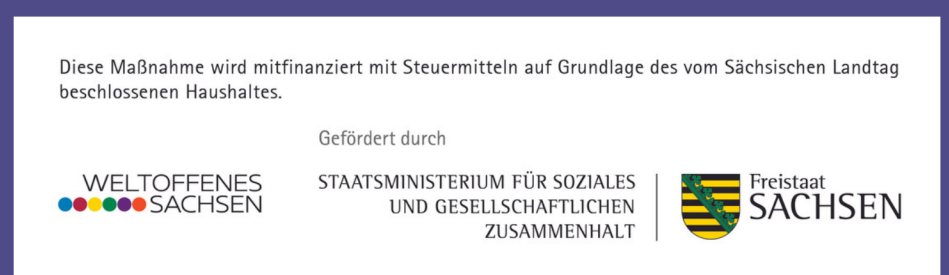 Diese Maßnahme wird mitfinanziert mit Steuermitteln auf Grundlage des vom Sächsischen Landtag
beschlossenen Haushaltes.
Gefördert durch
WELTOFFENES
SACHSEN
STAATSMINISTERIUM FÜR SOZIALES
UND GESELLSCHAFTLICHEN
ZUSAMMENHALT
Freistaat
SACHSEN